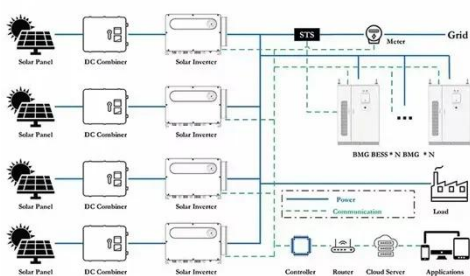 STS
Meter
Grid
Solar Panel DC Combiner Solar Inverter
Solar Panel DC Combiner Solar Inverter
BMG BESS * N BMG * N
Solar Panel DC Combiner Solar Inverter
Power
Communication
Load
Solar Panel DC Combiner Solar Inverter
Controller Router Cloud Server Applications